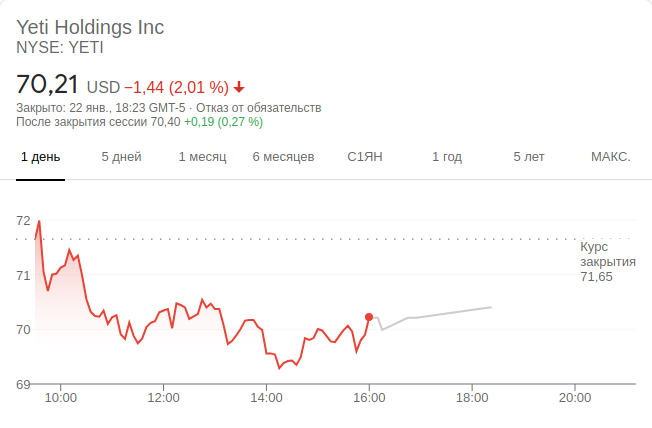 Yeti Holdings Inc
NYSE: YETI
70,21 USD −1,44 (2,01 %)
Закрыто: 22 янв., 18:23 GMT-5 · Отказ от обязательств
После закрытия сессии 70,40 +0,19 (0,27 %)
1 день 5 дней 1 месяц 6 месяцев С1ЯН 1 год 5 лет МАКС.
72
Курс
закрытия
71,65
71
70
69
10:00 12:00 14:00 16:00 18:00 20:00